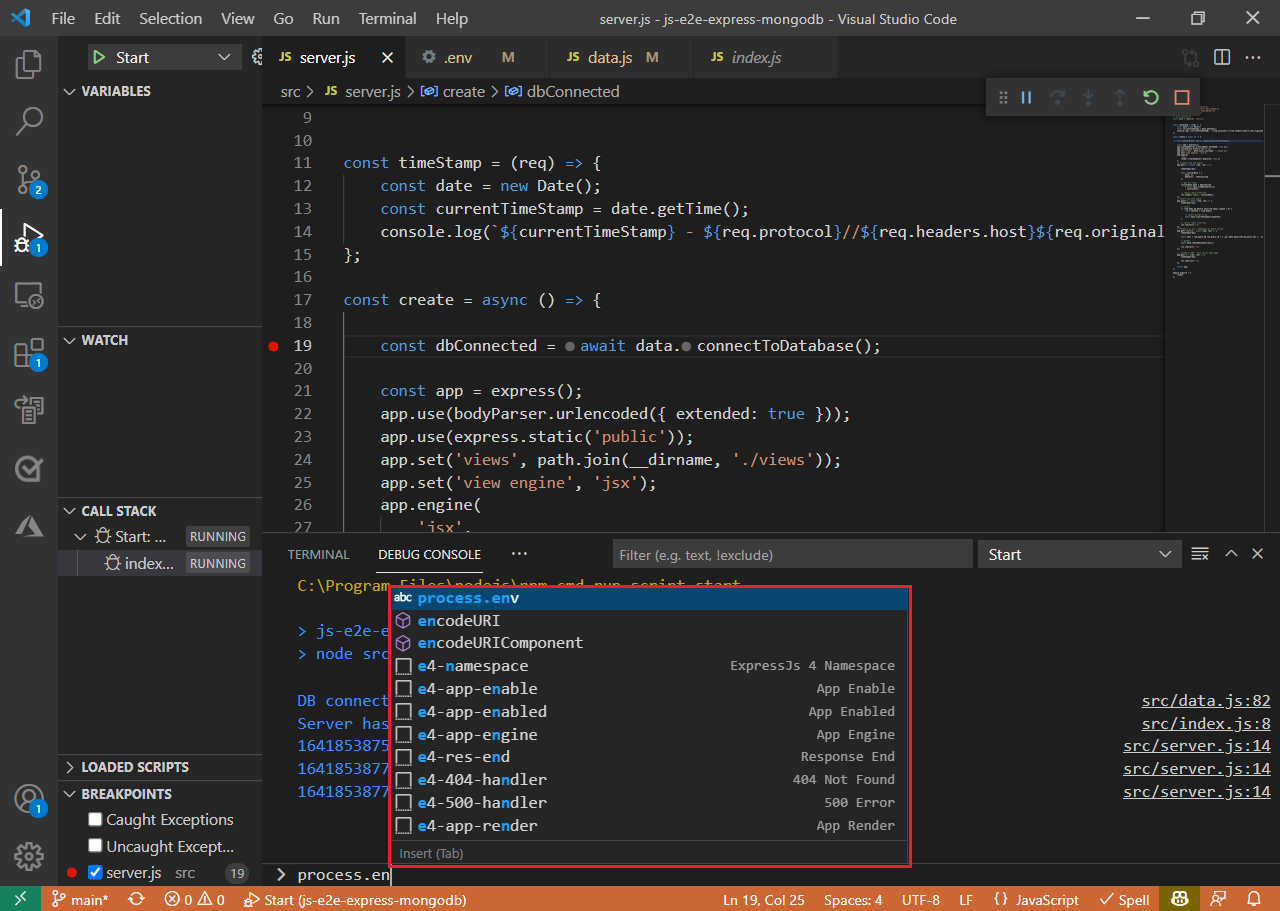 File Edit Selection View Go Run Terminal Help server.js - js-e2e-express-mongodb - Visual Studio Code
Start
JS server.js .env M JS data.js M JS index.js
src > JS server.js > create > dbConnected
VARIABLES
9
10
11 const timeStamp = (req) => {
12 const date = new Date();
13 const currentTimeStamp = date.getTime();
14 console.log(`${currentTimeStamp} - ${req.protocol}//${req.headers.host}${req.original
15 };
16
17 const create = async () => {
18
19 const dbConnected = await data.connectToDatabase();
20
21 const app = express();
22 app.use(bodyParser.urlencoded({ extended: true }));
23 app.use(express.static('public'));
24 app.set('views', path.join(__dirname, './views'));
25 app.set('view engine', 'jsx');
26 app.engine(
27 'jsx',
2
1
1
WATCH
CALL STACK
Start: ... RUNNING
index... RUNNING
LOADED SCRIPTS
BREAKPOINTS
Caught Exceptions
Uncaught Except...
server.js src 19
1
TERMINAL DEBUG CONSOLE ... Filter (e.g. text, !exclude) Start
C:\Program Files\nodejs\npm.cmd run script start
> js-e2e-e
> node src
DB connect src/data.js:82
Server has src/index.js:8
1641853875 src/server.js:14
1641853877 src/server.js:14
1641853877 src/server.js:14
abc process.env
encodeURI
encodeURIComponent
e4-namespace ExpressJs 4 Namespace
e4-app-enable App Enable
e4-app-enabled App Enabled
e4-app-engine App Engine
e4-res-end Response End
e4-404-handler 404 Not Found
e4-500-handler 500 Error
e4-app-render App Render
Insert (Tab)
> process.en
main* 0 0 Start (js-e2e-express-mongodb) Ln 19, Col 25 Spaces: 4 UTF-8 LF {} JavaScript Spell